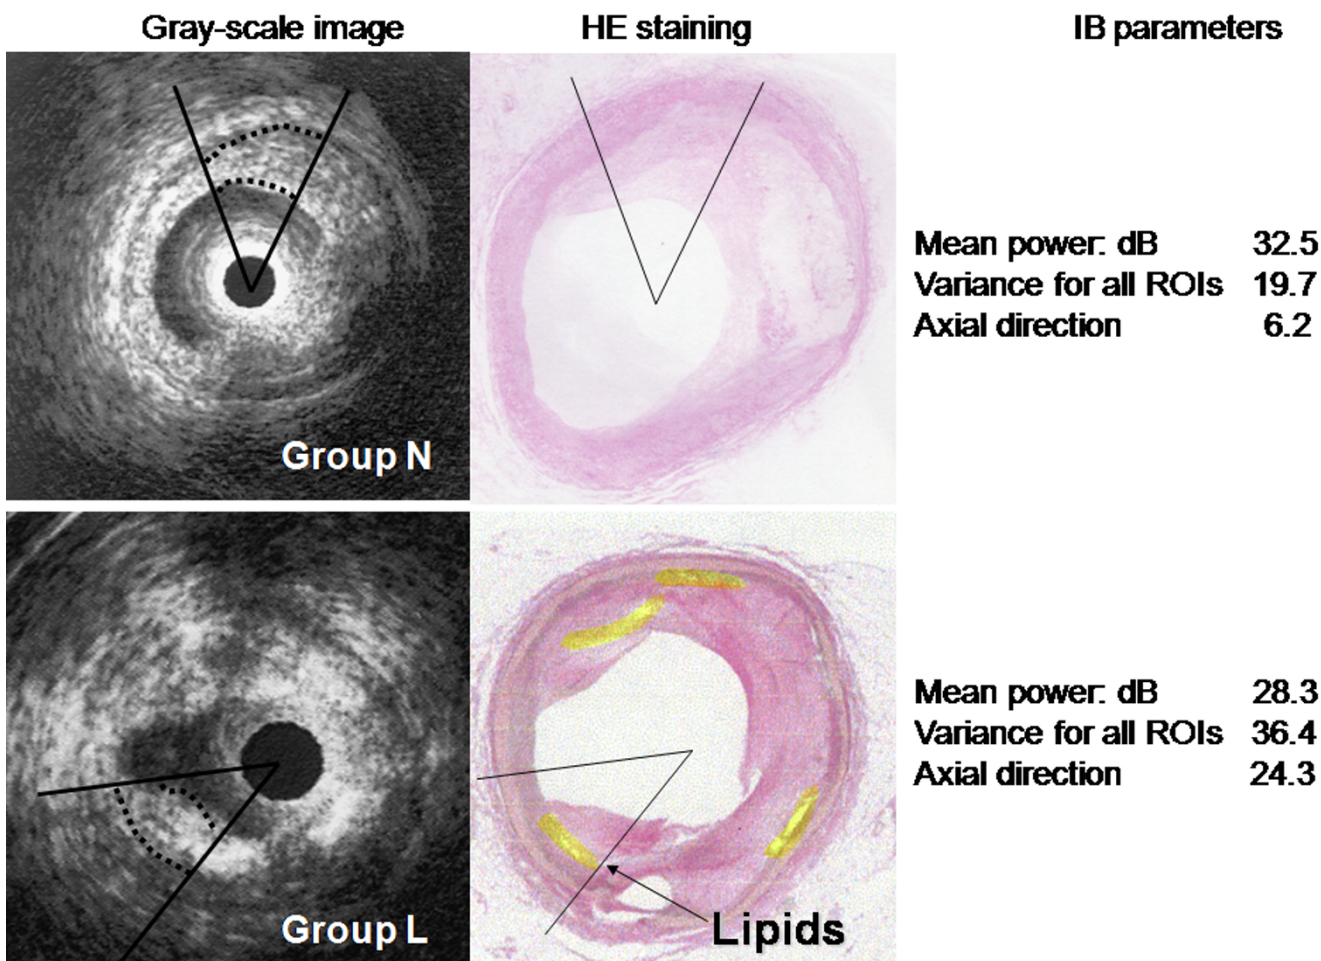 Gray-scale image HE staining IB parameters
Mean power: dB 32.5
Variance for all ROIs 19.7
Axial direction 6.2
Group N
Mean power: dB 28.3
Variance for all ROIs 36.4
Axial direction 24.3
Group L
Lipids